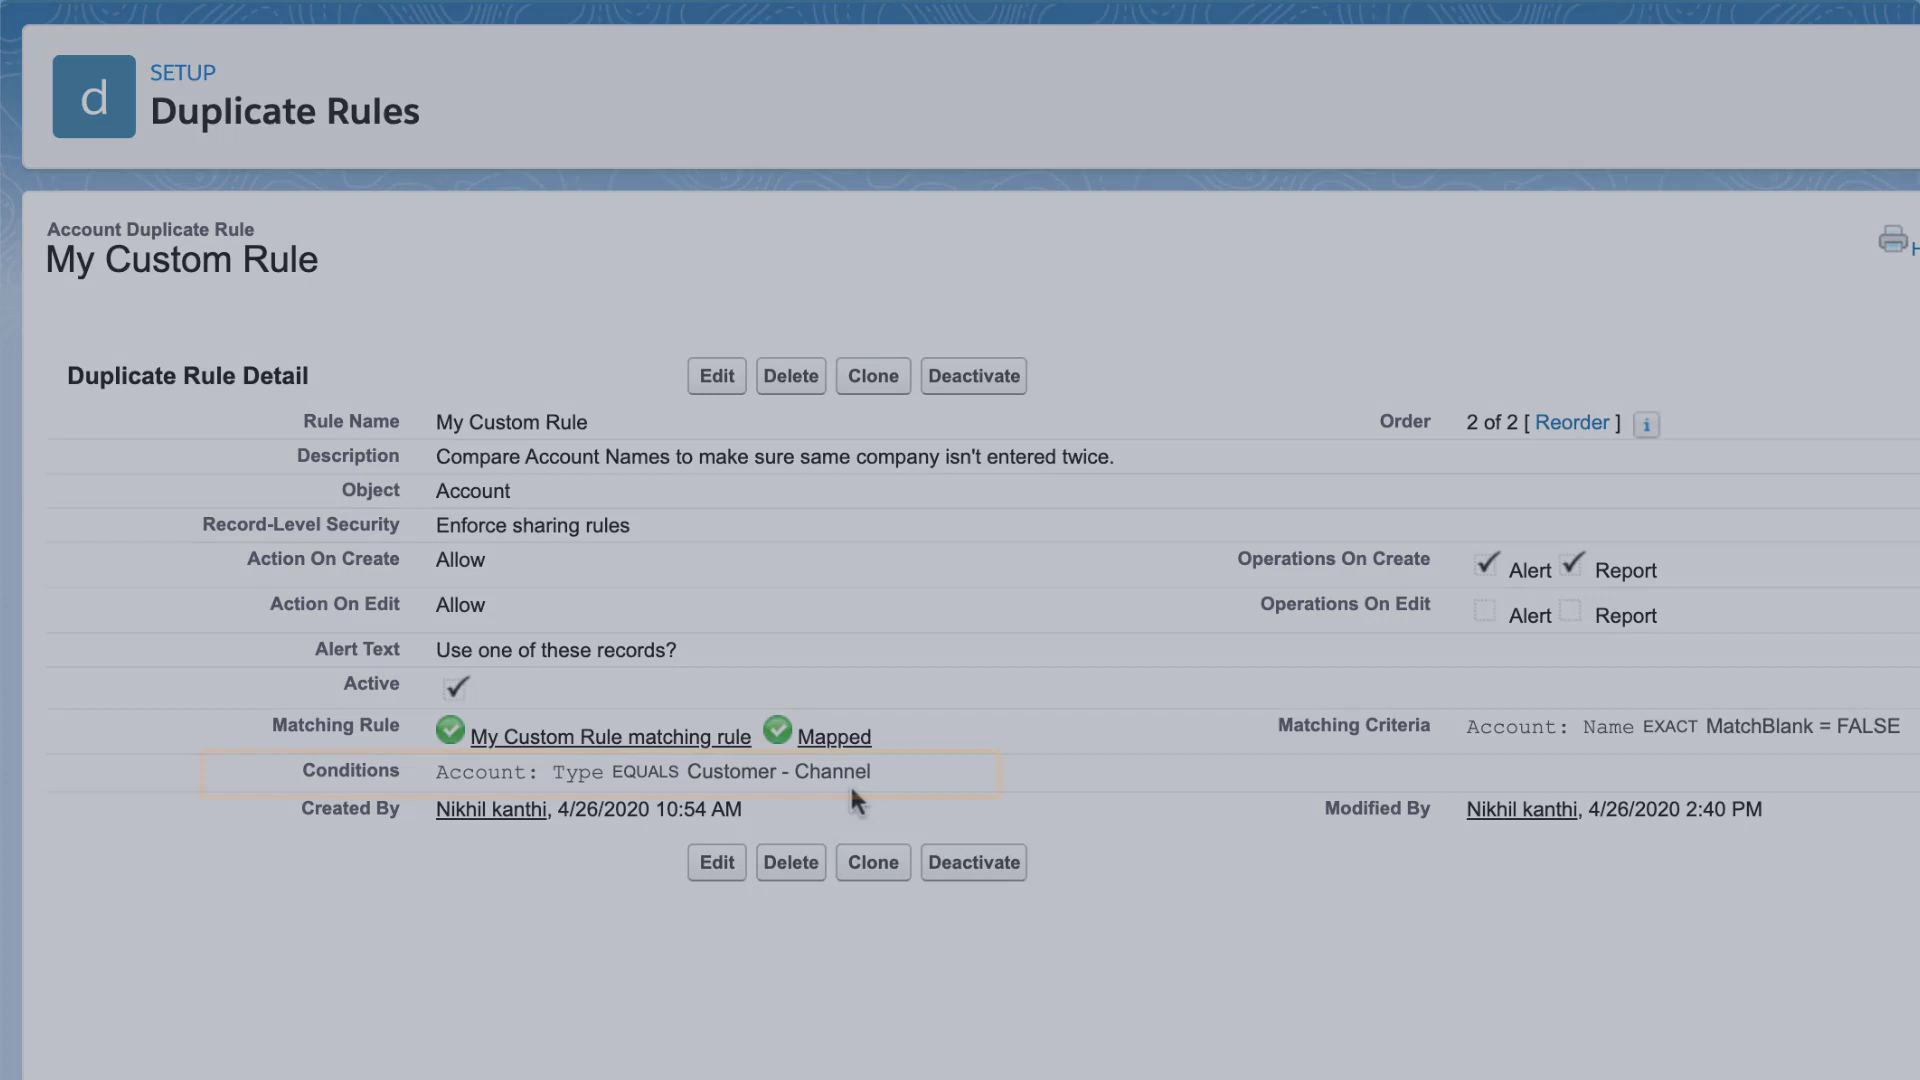 d
SETUP
Duplicate Rules
Account Duplicate Rule
My Custom Rule
H
Duplicate Rule Detail
Edit Delete Clone Deactivate
Rule Name My Custom Rule Order 2 of 2 [ Reorder ] i
Description Compare Account Names to make sure same company isn't entered twice.
Object Account
Record-Level Security Enforce sharing rules
Action On Create Allow Operations On Create Alert Report
Action On Edit Allow Operations On Edit Alert Report
Alert Text Use one of these records?
Active
Matching Rule My Custom Rule matching rule Mapped Matching Criteria Account: Name EXACT MatchBlank = FALSE
Conditions Account: Type EQUALS Customer - Channel
Created By Nikhil kanthi, 4/26/2020 10:54 AM Modified By Nikhil kanthi, 4/26/2020 2:40 PM
Edit Delete Clone Deactivate